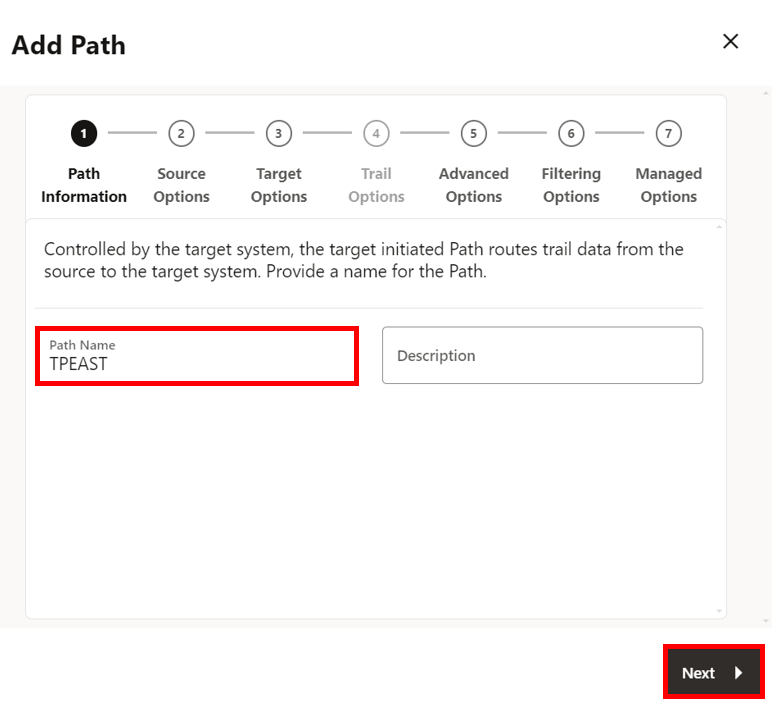 Add Path
1 2 3 4 5 6 7
Path Source Target Trail Advanced Filtering Managed
Information Options Options Options Options Options Options
Controlled by the target system, the target initiated Path routes trail data from the
source to the target system. Provide a name for the Path.
Path Name
TPEAST
Description
Next